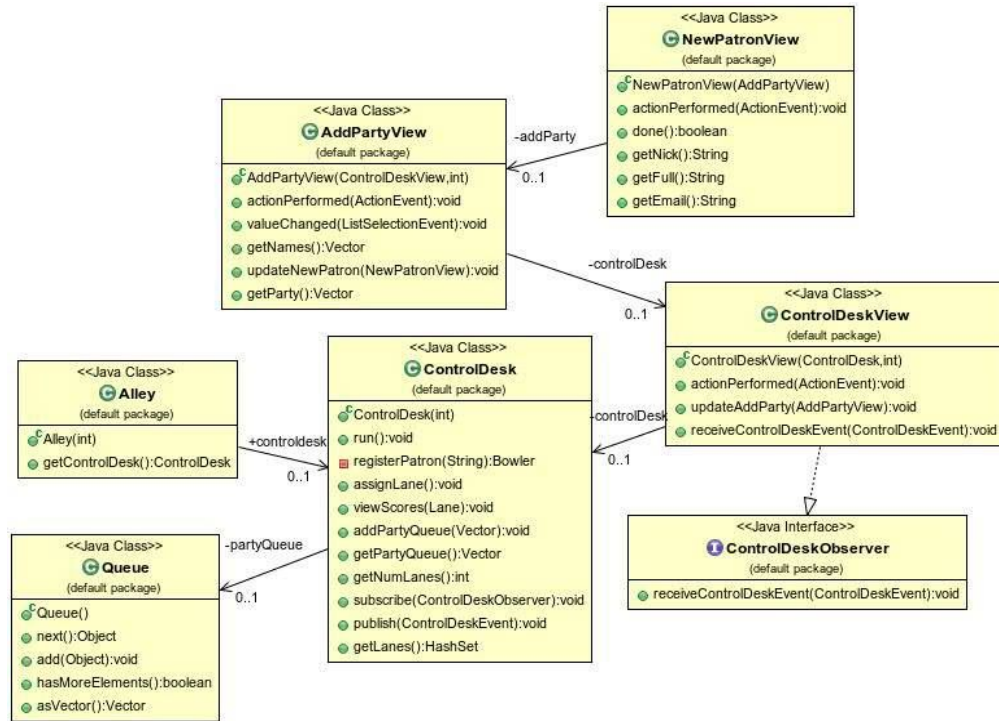 <<Java Class>>
NewPatronView
(default package)
NewPatronView(AddPartyView)
actionPerformed(ActionEvent):void
done():boolean
getNick():String
getFull():String
getEmail():String
-addParty
0..1
<<Java Class>>
AddPartyView
(default package)
AddPartyView(ControlDeskView,int)
actionPerformed(ActionEvent):void
valueChanged(ListSelectionEvent):void
getNames():Vector
updateNewPatron(NewPatronView):void
getParty():Vector
-controlDesk
0..1
<<Java Class>>
ControlDeskView
(default package)
ControlDeskView(ControlDesk,int)
actionPerformed(ActionEvent):void
updateAddParty(AddPartyView):void
receiveControlDeskEvent(ControlDeskEvent):void
-controlDesk
0..1
<<Java Class>>
ControlDesk
(default package)
ControlDesk(int)
run():void
registerPatron(String):Bowler
assignLane():void
viewScores(Lane):void
addPartyQueue(Vector):void
getPartyQueue():Vector
getNumLanes():int
subscribe(ControlDeskObserver):void
publish(ControlDeskEvent):void
getLanes():HashSet
<<Java Class>>
Alley
(default package)
Alley(int)
getControlDesk():ControlDesk
+controldesk
0..1
-partyQueue
0..1
<<Java Class>>
Queue
(default package)
Queue()
next():Object
add(Object):void
hasMoreElements():boolean
asVector():Vector
<<Java Interface>>
ControlDeskObserver
(default package)
receiveControlDeskEvent(ControlDeskEvent):void